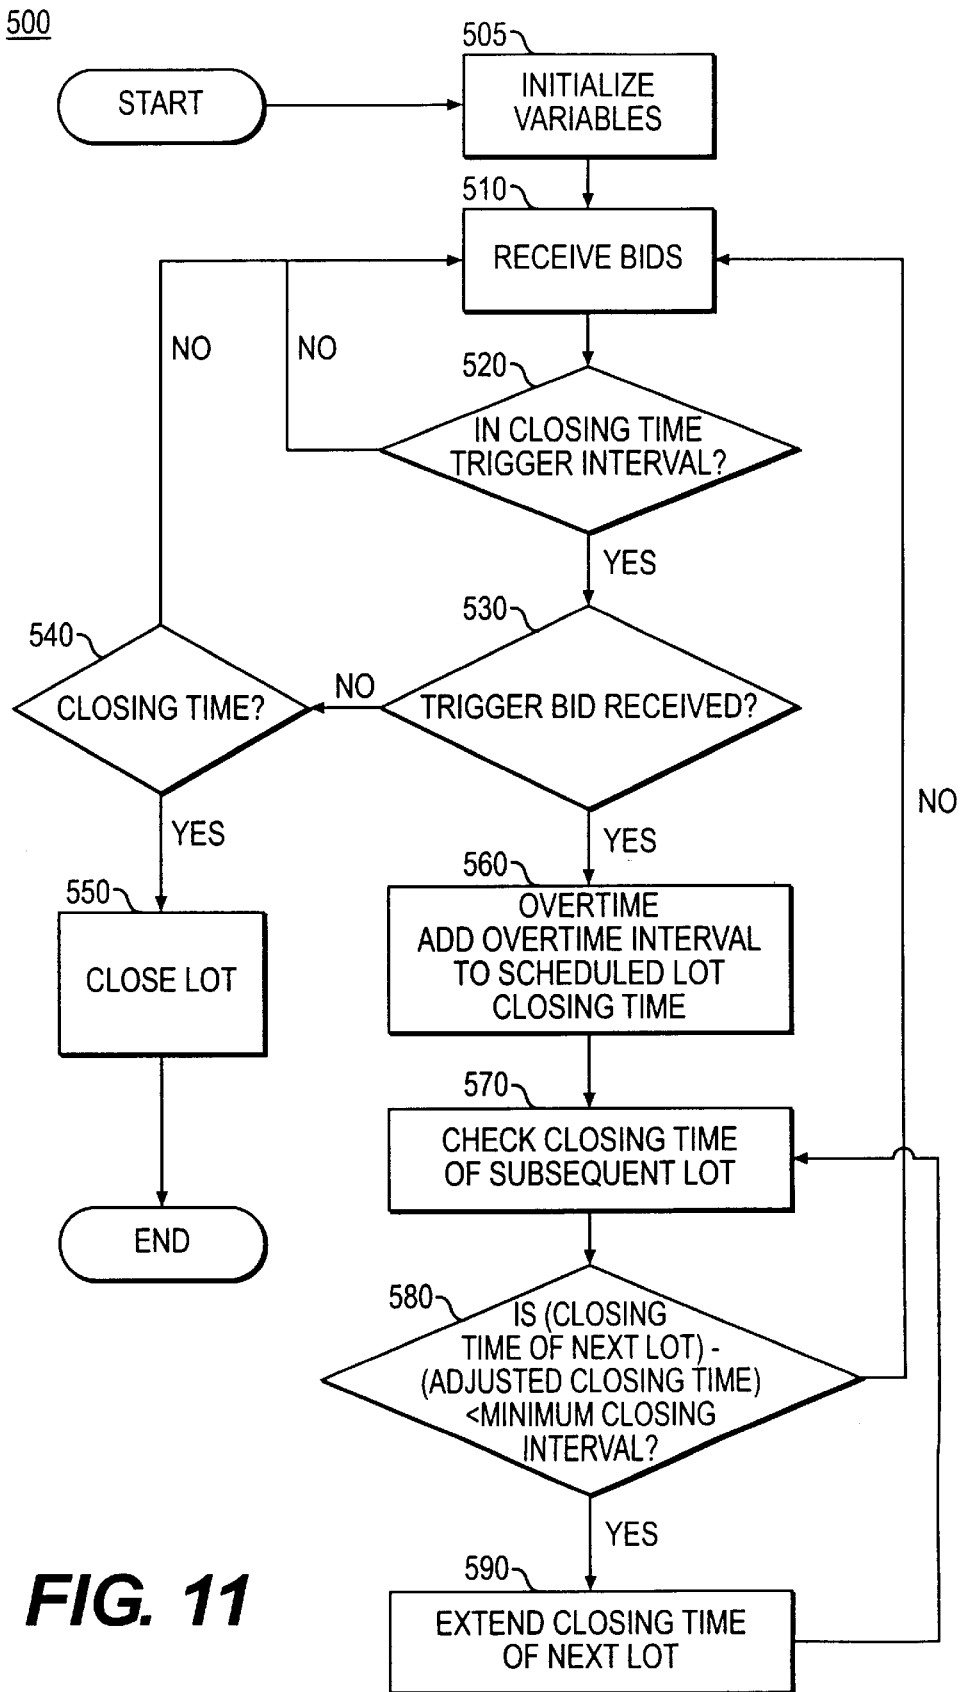 500
START
505
INITIALIZE
VARIABLES
510
RECEIVE BIDS
NO
NO
520
IN CLOSING TIME
TRIGGER INTERVAL?
YES
530
TRIGGER BID RECEIVED?
NO
540
CLOSING TIME?
YES
550
CLOSE LOT
END
YES
560
OVERTIME
ADD OVERTIME INTERVAL
TO SCHEDULED LOT
CLOSING TIME
570
CHECK CLOSING TIME
OF SUBSEQUENT LOT
580
IS (CLOSING
TIME OF NEXT LOT) -
(ADJUSTED CLOSING TIME)
<MINIMUM CLOSING
INTERVAL?
NO
YES
590
EXTEND CLOSING TIME
OF NEXT LOT
FIG. 11